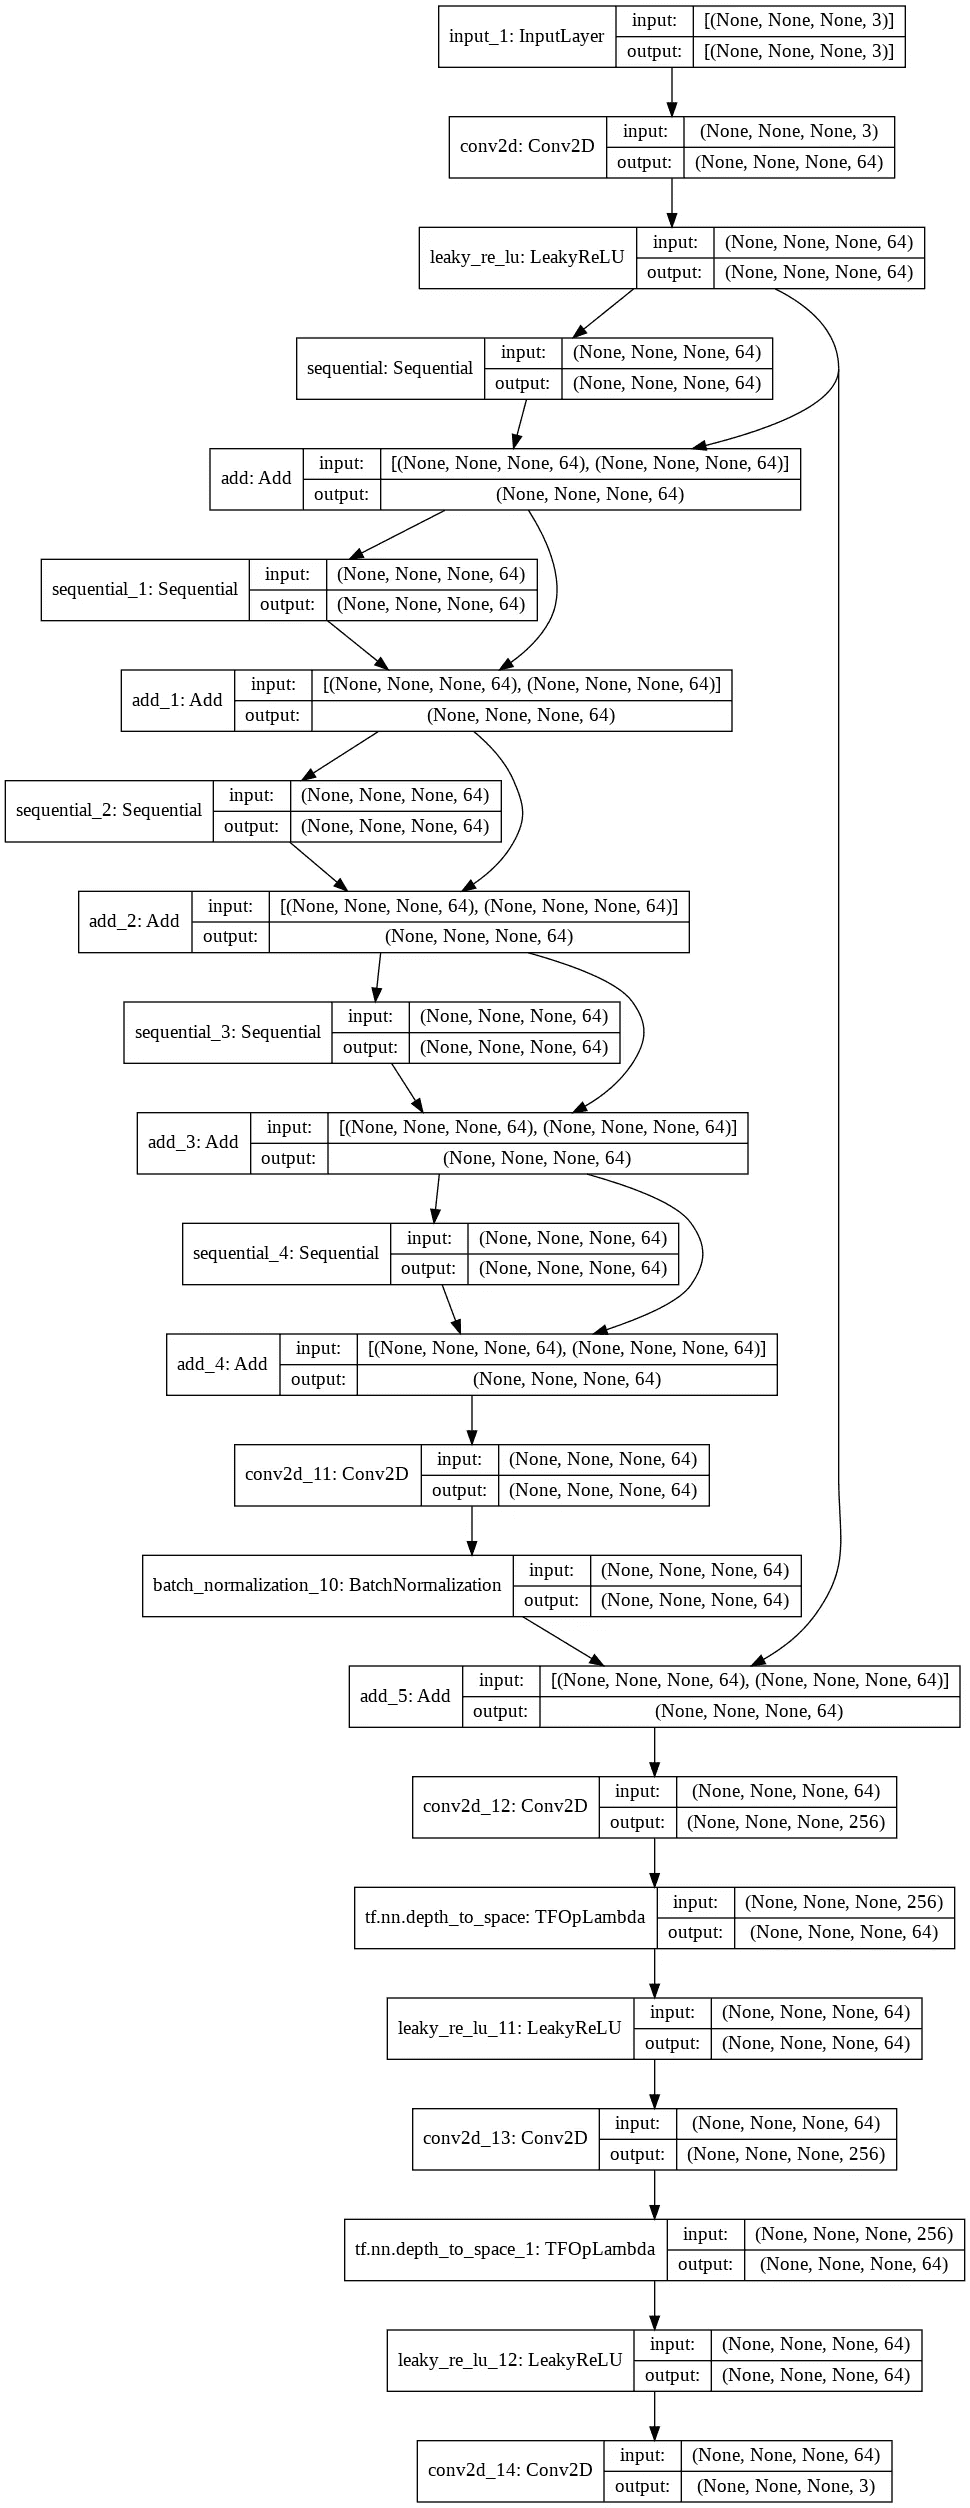 input_1: InputLayer
input: [(None, None, None, 3)]
output: [(None, None, None, 3)]
conv2d: Conv2D
input: (None, None, None, 3)
output: (None, None, None, 64)
leaky_re_lu: LeakyReLU
input: (None, None, None, 64)
output: (None, None, None, 64)
sequential: Sequential
input: (None, None, None, 64)
output: (None, None, None, 64)
add: Add
input: [(None, None, None, 64), (None, None, None, 64)]
output: (None, None, None, 64)
sequential_1: Sequential
input: (None, None, None, 64)
output: (None, None, None, 64)
add_1: Add
input: [(None, None, None, 64), (None, None, None, 64)]
output: (None, None, None, 64)
sequential_2: Sequential
input: (None, None, None, 64)
output: (None, None, None, 64)
add_2: Add
input: [(None, None, None, 64), (None, None, None, 64)]
output: (None, None, None, 64)
sequential_3: Sequential
input: (None, None, None, 64)
output: (None, None, None, 64)
add_3: Add
input: [(None, None, None, 64), (None, None, None, 64)]
output: (None, None, None, 64)
sequential_4: Sequential
input: (None, None, None, 64)
output: (None, None, None, 64)
add_4: Add
input: [(None, None, None, 64), (None, None, None, 64)]
output: (None, None, None, 64)
conv2d_11: Conv2D
input: (None, None, None, 64)
output: (None, None, None, 64)
batch_normalization_10: BatchNormalization
input: (None, None, None, 64)
output: (None, None, None, 64)
add_5: Add
input: [(None, None, None, 64), (None, None, None, 64)]
output: (None, None, None, 64)
conv2d_12: Conv2D
input: (None, None, None, 64)
output: (None, None, None, 256)
tf.nn.depth_to_space: TFOpLambda
input: (None, None, None, 256)
output: (None, None, None, 64)
leaky_re_lu_11: LeakyReLU
input: (None, None, None, 64)
output: (None, None, None, 64)
conv2d_13: Conv2D
input: (None, None, None, 64)
output: (None, None, None, 256)
tf.nn.depth_to_space_1: TFOpLambda
input: (None, None, None, 256)
output: (None, None, None, 64)
leaky_re_lu_12: LeakyReLU
input: (None, None, None, 64)
output: (None, None, None, 64)
conv2d_14: Conv2D
input: (None, None, None, 64)
output: (None, None, None, 3)